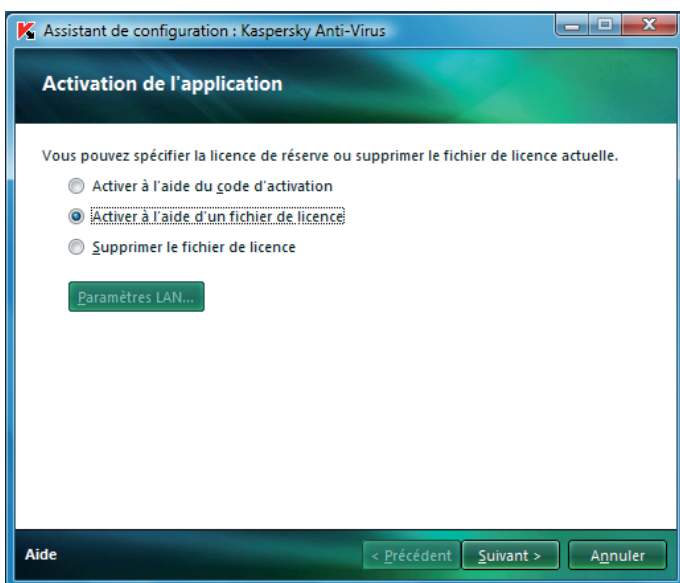 Assistant de configuration : Kaspersky Anti-Virus
Activation de l'application
Vous pouvez spécifier la licence de réserve ou supprimer le fichier de licence actuelle.
Activer à l'aide du code d'activation
Activer à l'aide d'un fichier de licence
Supprimer le fichier de licence
Paramètres LAN...
Aide
< Précédent
Suivant >
Annuler